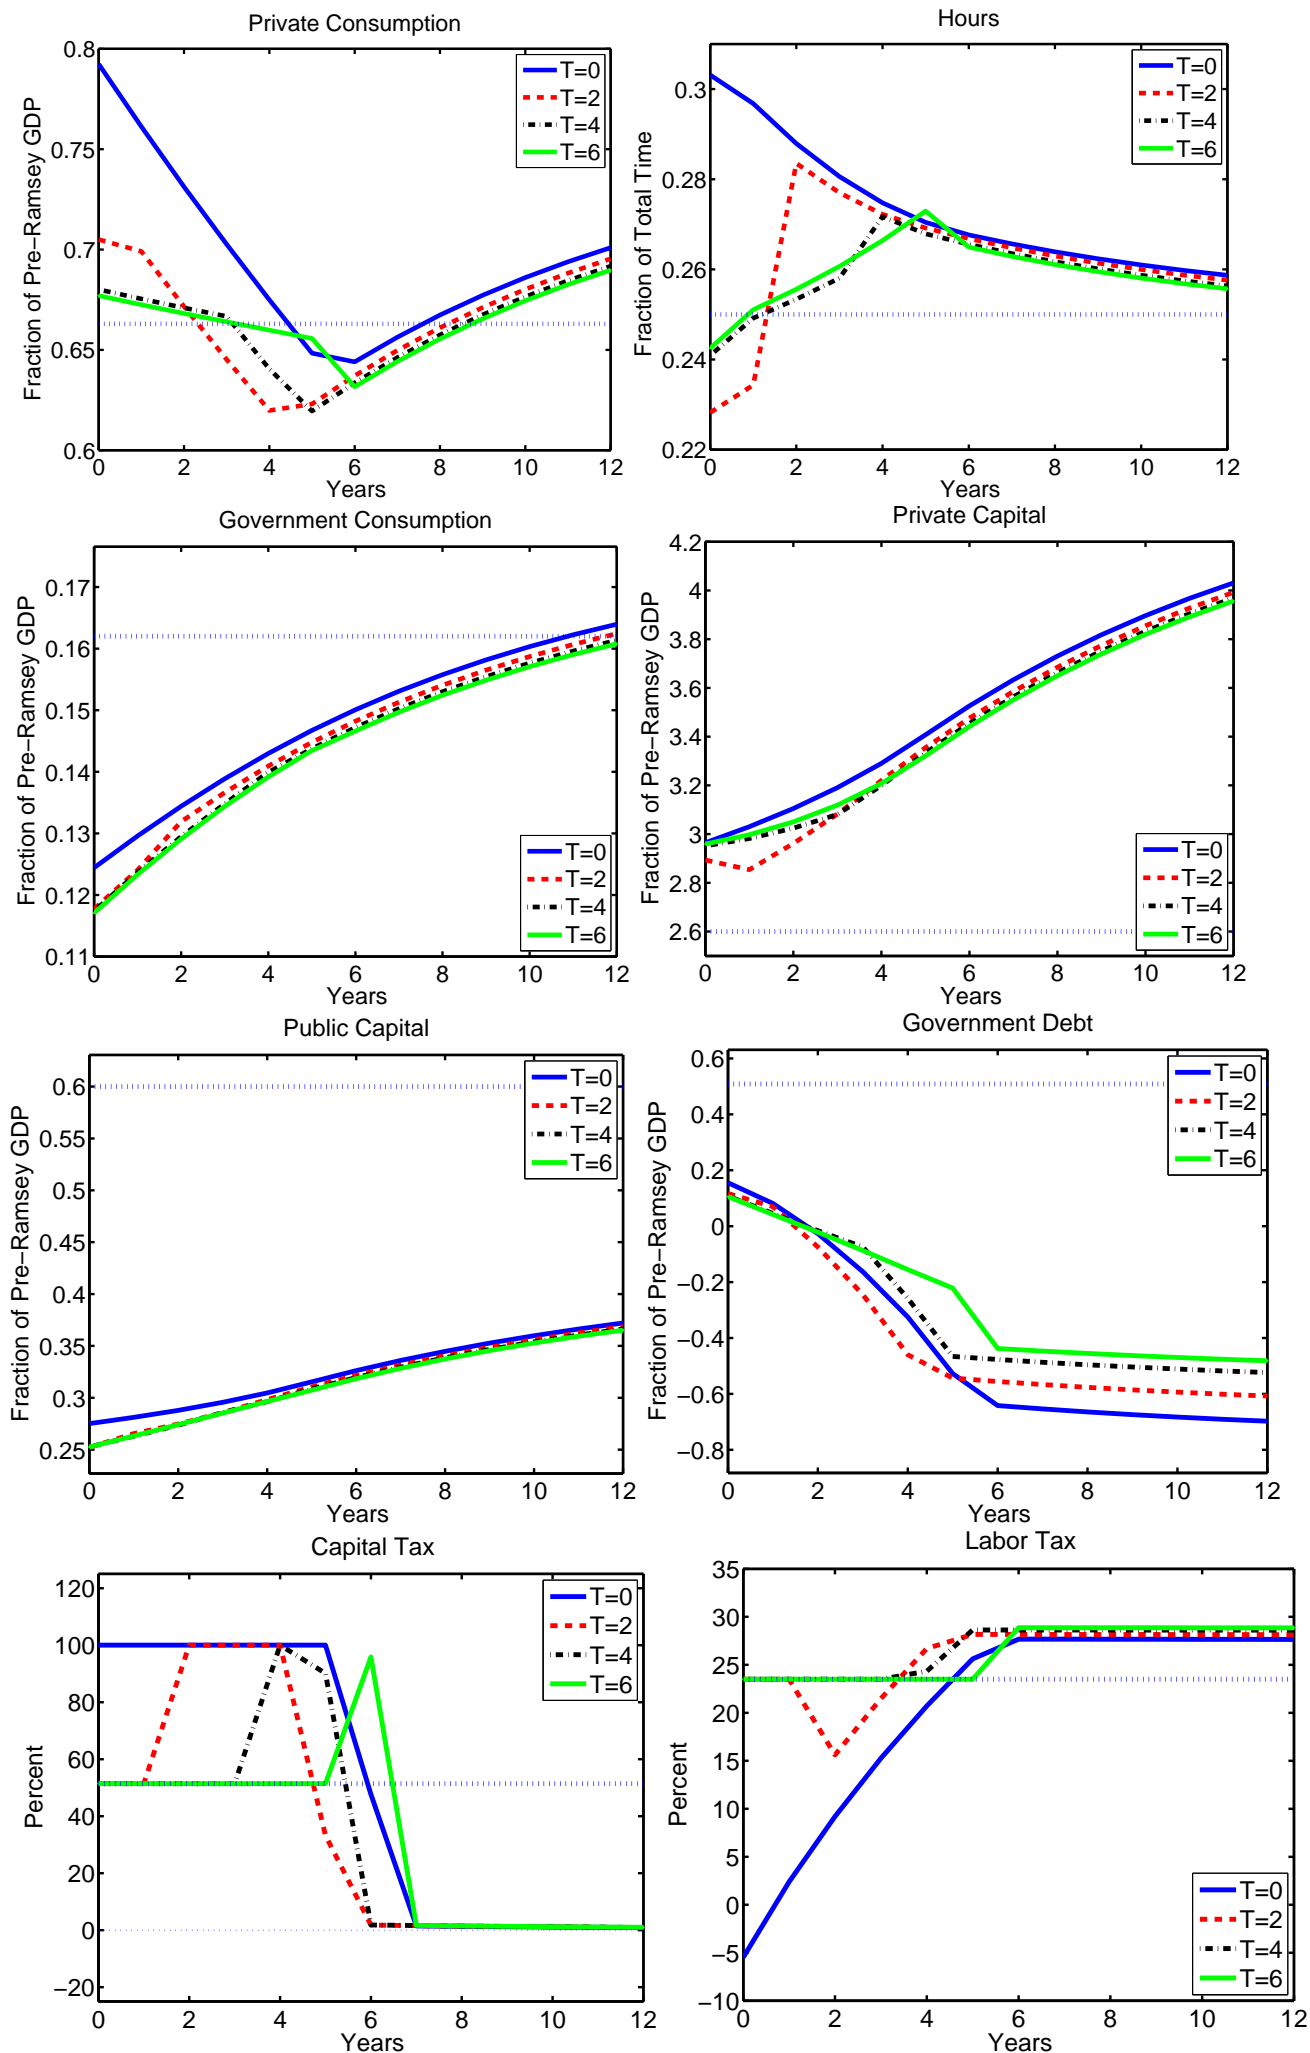 Private Consumption
Fraction of Pre−Ramsey GDP
0.8
0.75
0.7
0.65
0.6
0 2 4 6 8 10 12
Years
T=0
T=2
T=4
T=6
Hours
Fraction of Total Time
0.3
0.28
0.26
0.24
0.22
0 2 4 6 8 10 12
Years
T=0
T=2
T=4
T=6
Government Consumption
Fraction of Pre−Ramsey GDP
0.17
0.16
0.15
0.14
0.13
0.12
0.11
0 2 4 6 8 10 12
Years
T=0
T=2
T=4
T=6
Private Capital
Fraction of Pre−Ramsey GDP
4.2
4
3.8
3.6
3.4
3.2
3
2.8
2.6
0 2 4 6 8 10 12
Years
T=0
T=2
T=4
T=6
Public Capital
Fraction of Pre−Ramsey GDP
0.6
0.55
0.5
0.45
0.4
0.35
0.3
0.25
0 2 4 6 8 10 12
Years
T=0
T=2
T=4
T=6
Government Debt
Fraction of Pre−Ramsey GDP
0.6
0.4
0.2
0
−0.2
−0.4
−0.6
−0.8
0 2 4 6 8 10 12
Years
T=0
T=2
T=4
T=6
Capital Tax
Percent
120
100
80
60
40
20
0
−20
0 2 4 6 8 10 12
Years
T=0
T=2
T=4
T=6
Labor Tax
Percent
35
30
25
20
15
10
5
0
−5
−10
0 2 4 6 8 10 12
Years
T=0
T=2
T=4
T=6